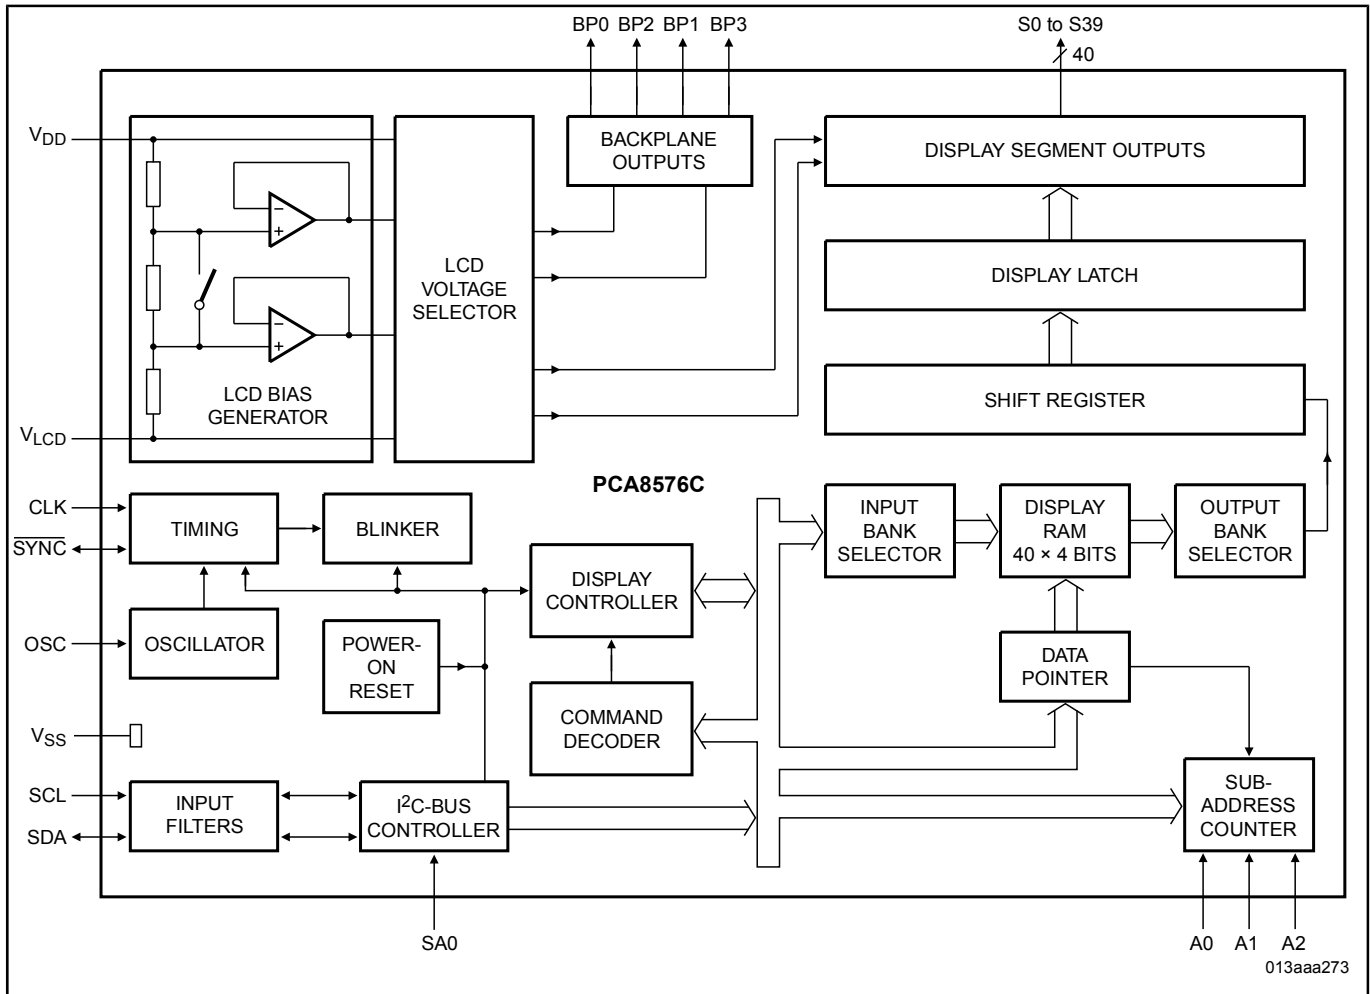 BP0 BP2 BP1 BP3
S0 to S39
40
VDD
BACKPLANE
OUTPUTS
DISPLAY SEGMENT OUTPUTS
−
+
LCD
VOLTAGE
SELECTOR
DISPLAY LATCH
−
+
LCD BIAS
GENERATOR
SHIFT REGISTER
VLCD
PCA8576C
CLK
SYNC
TIMING
BLINKER
INPUT
BANK
SELECTOR
DISPLAY
RAM
40 × 4 BITS
OUTPUT
BANK
SELECTOR
DISPLAY
CONTROLLER
OSC
OSCILLATOR
POWER-
ON
RESET
DATA
POINTER
COMMAND
DECODER
VSS
SCL
SDA
INPUT
FILTERS
I2C-BUS
CONTROLLER
SUB-
ADDRESS
COUNTER
SA0
A0 A1 A2
013aaa273